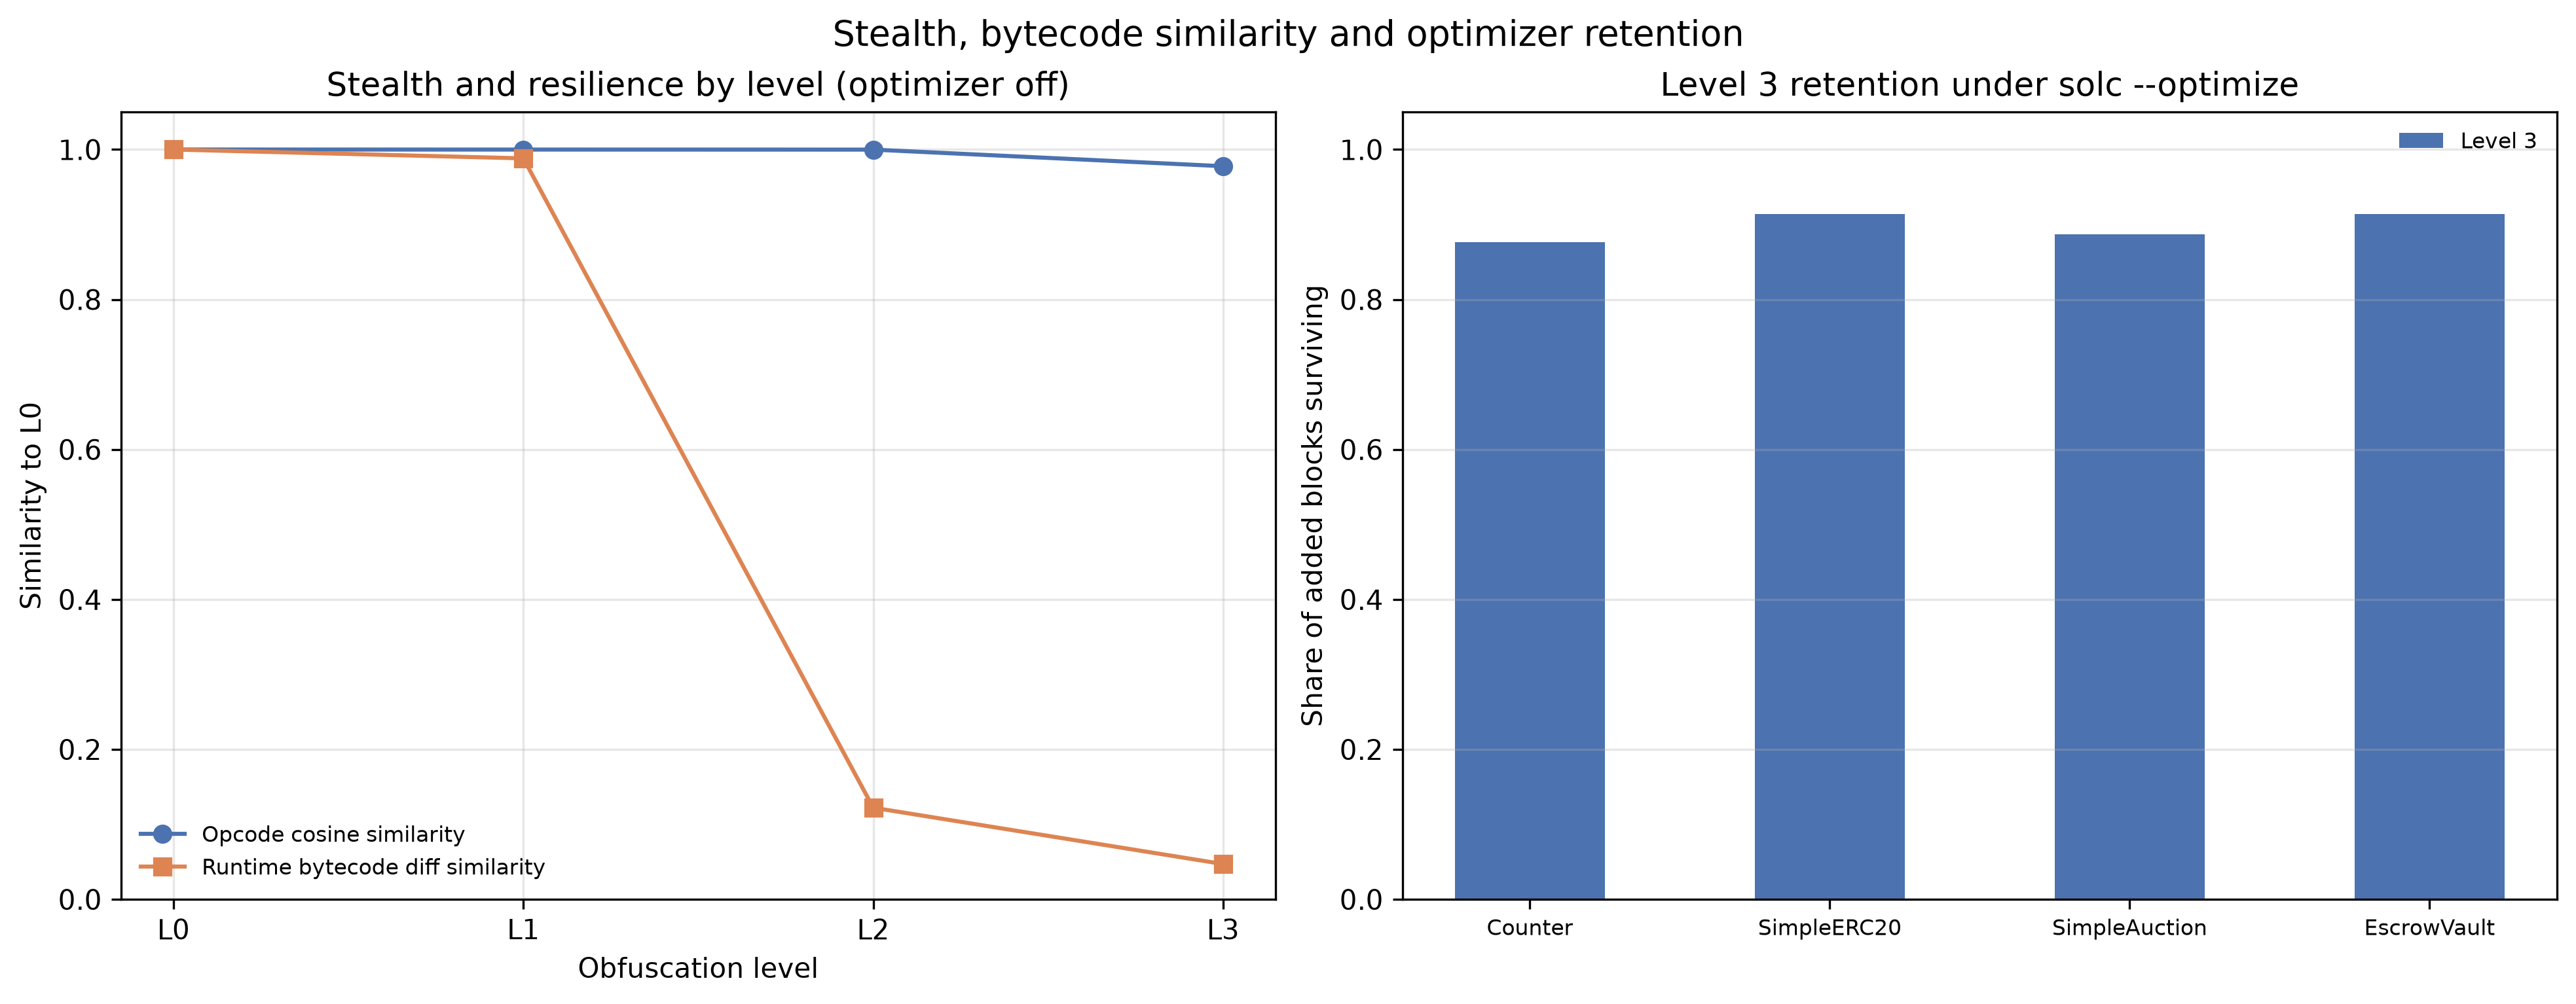 Stealth, bytecode similarity and optimizer retention
Stealth and resilience by level (optimizer off)
Similarity to L0
1.0
0.8
0.6
0.4
0.2
0.0
Opcode cosine similarity
Runtime bytecode diff similarity
L0 L1 L2 L3
Obfuscation level
Level 3 retention under solc --optimize
Share of added blocks surviving
1.0
0.8
0.6
0.4
0.2
0.0
Level 3
Counter SimpleERC20 SimpleAuction EscrowVault